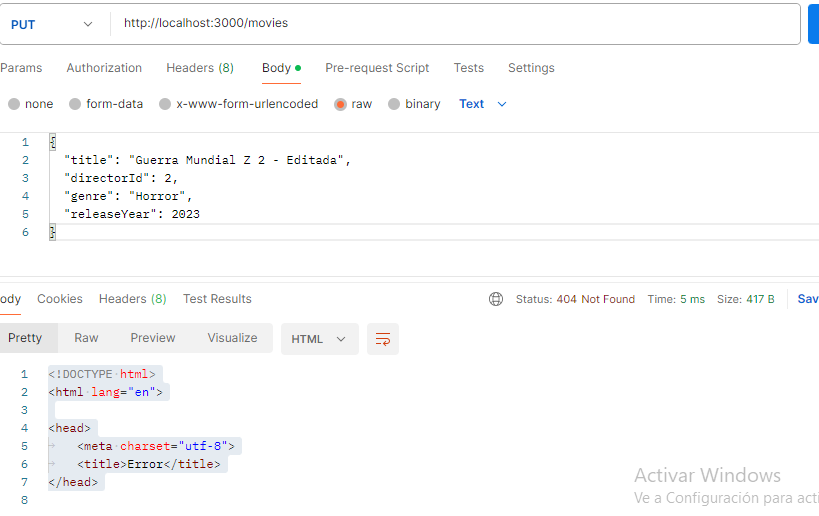 PUT http://localhost:3000/movies
Params Authorization Headers (8) Body Pre-request Script Tests Settings
none form-data x-www-form-urlencoded raw binary Text
1 {
2 "title": "Guerra Mundial Z 2 - Editada",
3 "directorId": 2,
4 "genre": "Horror",
5 "releaseYear": 2023
6 }
ody Cookies Headers (8) Test Results Status: 404 Not Found Time: 5 ms Size: 417 B Sav
Pretty Raw Preview Visualize HTML
1 <!DOCTYPE html>
2 <html lang="en">
3
4 <head>
5 <meta charset="utf-8">
6 <title>Error</title>
7 </head>
8
Activar Windows
Ve a Configuración para acti